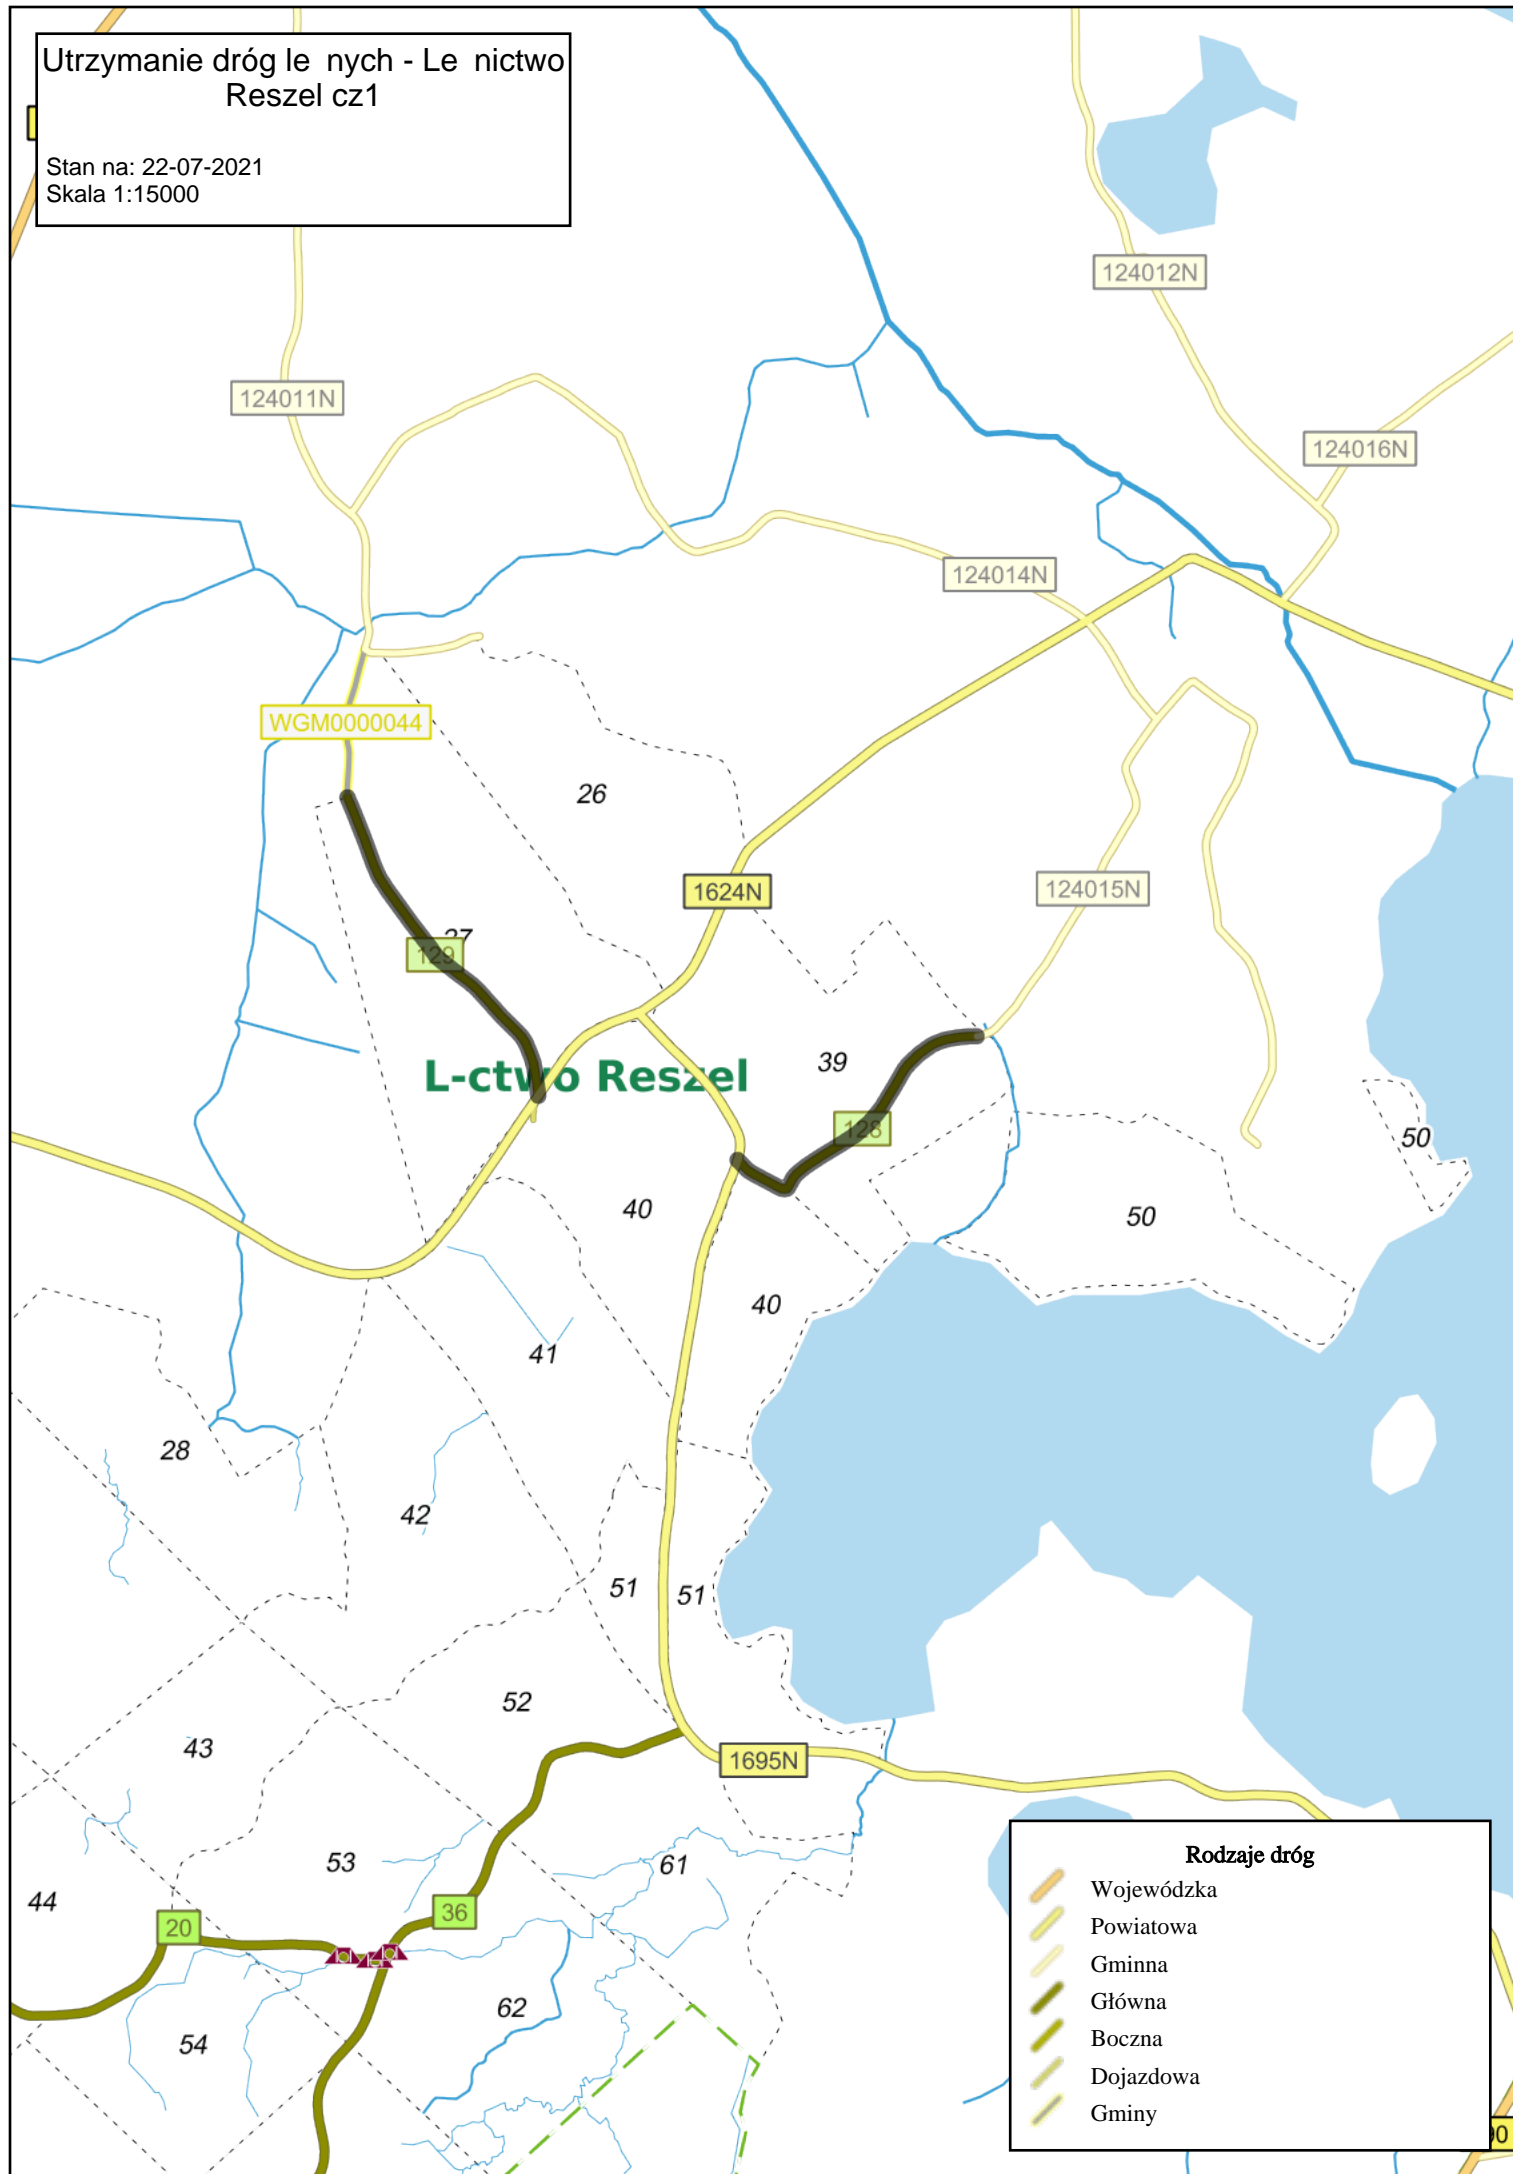 Utrzymanie dróg le nych - Le nictwo
Reszel cz1
Stan na: 22-07-2021
Skala 1:15000
124012N
124011N
124016N
124014N
WGM0000044
26
1624N
124015N
27
129
39
L-ctwo Reszel
128
50
50
40
40
41
28
42
51
51
52
43
1695N
53
61
44
36
20
62
54
Rodzaje dróg
Wojewódzka
Powiatowa
Gminna
Główna
Boczna
Dojazdowa
Gminy